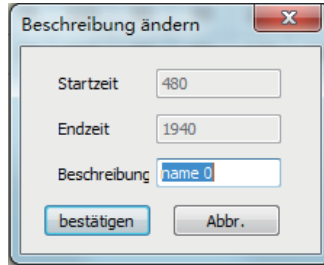 Beschreibung ändern
Startzeit 480
Endzeit 1940
Beschreibung name 0
bestätigen Abbr.